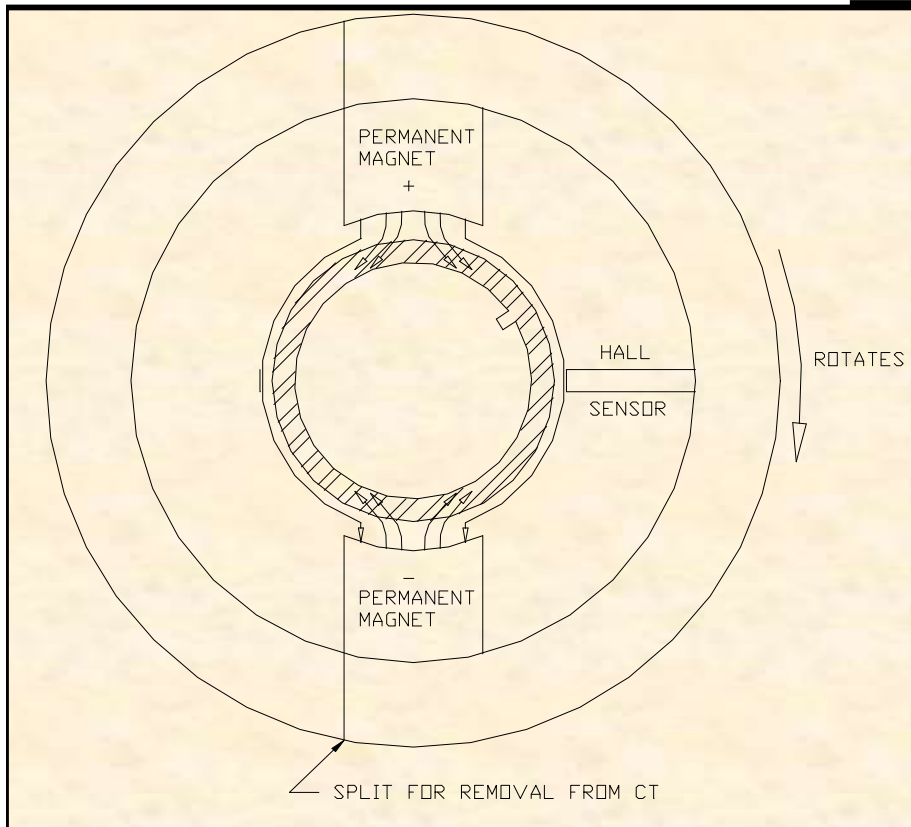 PERMANENT
MAGNET
+
HALL
SENSOR
ROTATES
-
PERMANENT
MAGNET
SPLIT FOR REMOVAL FROM CT